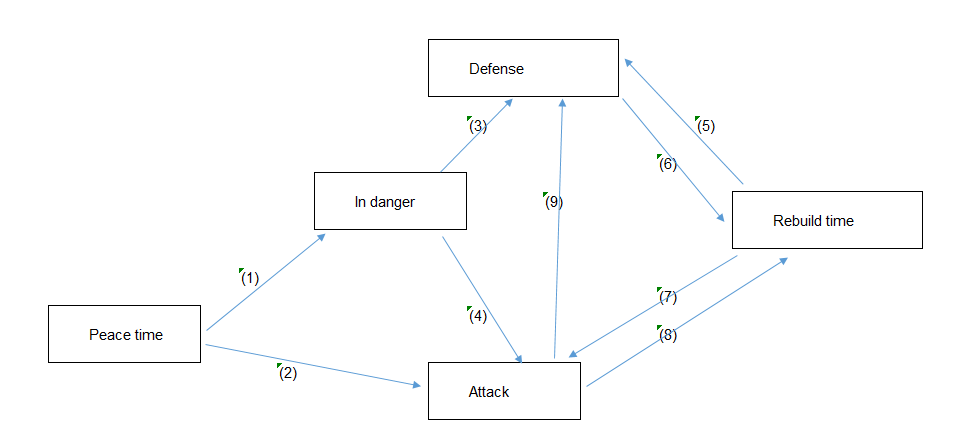 Defense
(3)
(5)
(6)
In danger
(9)
Rebuild time
(1)
(7)
(4)
(8)
Peace time
(2)
Attack